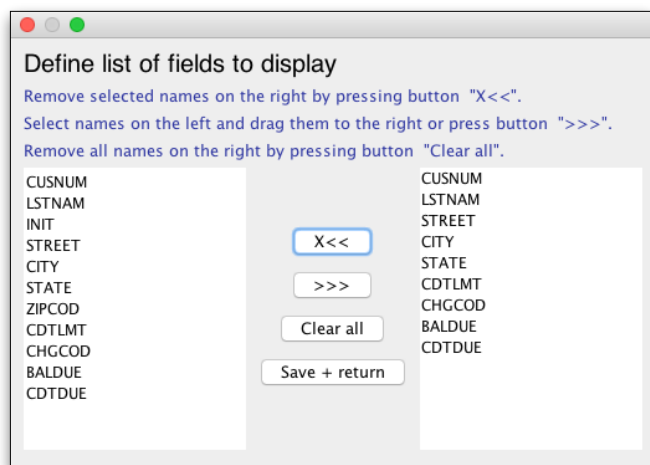 Define list of fields to display
Remove selected names on the right by pressing button "X<<".
Select names on the left and drag them to the right or press button ">>>".
Remove all names on the right by pressing button "Clear all".
CUSNUM
LSTNAM
INIT
STREET
CITY
STATE
ZIPCOD
CDTLMT
CHGCOD
BALDUE
CDTDUE
X<<
>>>
Clear all
Save + return
CUSNUM
LSTNAM
STREET
CITY
STATE
CDTLMT
CHGCOD
BALDUE
CDTDUE